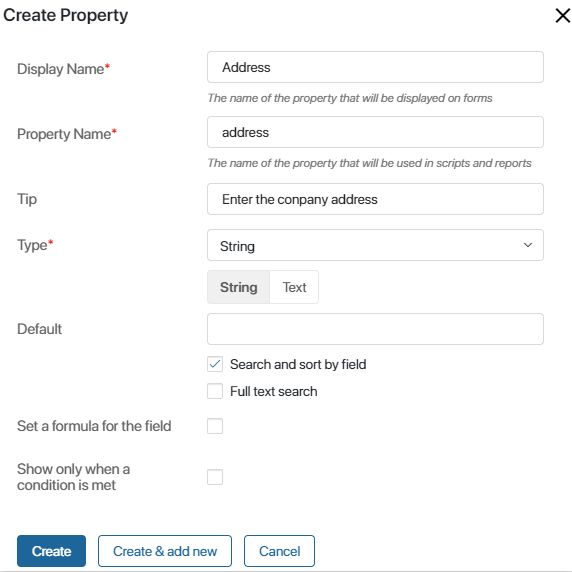 Create Property
Display Name*
Address
The name of the property that will be displayed on forms
Property Name*
address
The name of the property that will be used in scripts and reports
Tip
Enter the conpany address
Type*
String
String Text
Default
Search and sort by field
Full text search
Set a formula for the field
Show only when a
condition is met
Create Create & add new Cancel